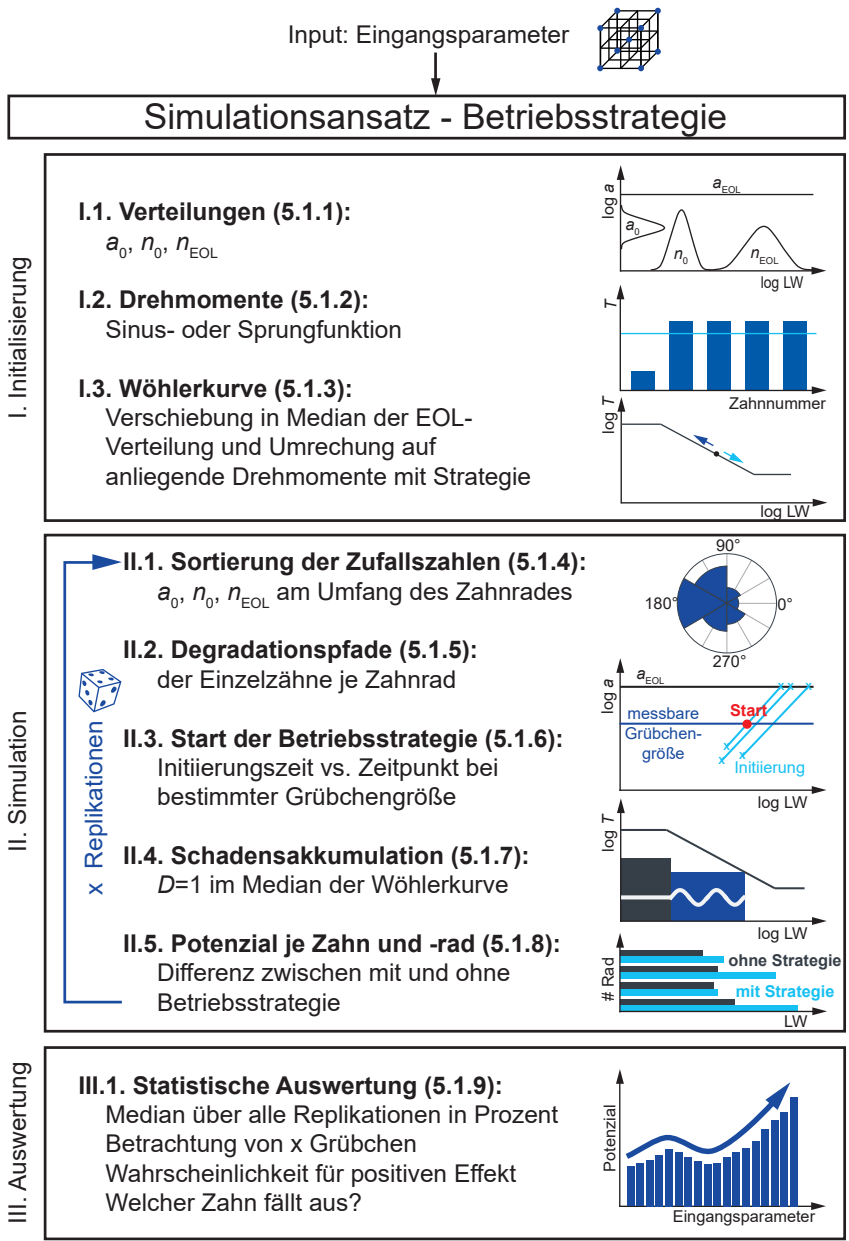 Input: Eingangsparameter
Simulationsansatz - Betriebsstrategie
I. Initialisierung
I.1. Verteilungen (5.1.1):
a0, n0, nEOL
log a
aEOL
a0
n0
nEOL
log LW
I.2. Drehmomente (5.1.2):
Sinus- oder Sprungfunktion
T
Zahnnummer
I.3. Wöhlerkurve (5.1.3):
Verschiebung in Median der EOL-
Verteilung und Umrechung auf
anliegende Drehmomente mit Strategie
log T
log LW
II. Simulation
x Replikationen
II.1. Sortierung der Zufallszahlen (5.1.4):
a0, n0, nEOL am Umfang des Zahnrades
90°
180°
0°
270°
II.2. Degradationspfade (5.1.5):
der Einzelzähne je Zahnrad
II.3. Start der Betriebsstrategie (5.1.6):
Initiierungszeit vs. Zeitpunkt bei
bestimmter Grübchengröße
log a
aEOL
messbare
Grübchen-
größe
Start
Initiierung
log LW
II.4. Schadensakkumulation (5.1.7):
D=1 im Median der Wöhlerkurve
log T
log LW
II.5. Potenzial je Zahn und -rad (5.1.8):
Differenz zwischen mit und ohne
Betriebsstrategie
# Rad
ohne Strategie
mit Strategie
LW
III. Auswertung
III.1. Statistische Auswertung (5.1.9):
Median über alle Replikationen in Prozent
Betrachtung von x Grübchen
Wahrscheinlichkeit für positiven Effekt
Welcher Zahn fällt aus?
Potenzial
Eingangsparameter